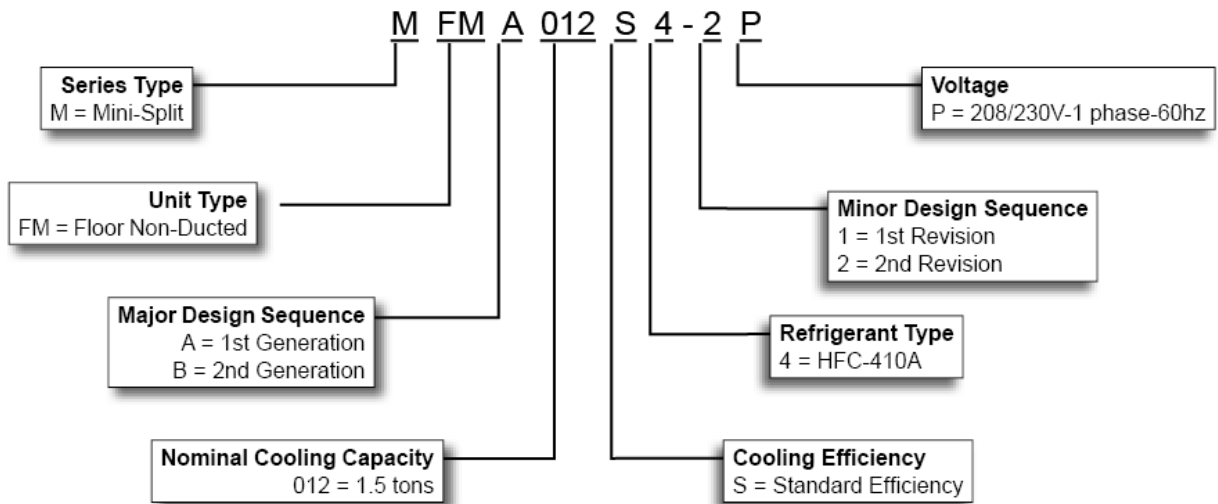 M FM A 012 S 4 - 2 P
Series Type
M = Mini-Split
Voltage
P = 208/230V-1 phase-60hz
Unit Type
FM = Floor Non-Ducted
Minor Design Sequence
1 = 1st Revision
2 = 2nd Revision
Major Design Sequence
A = 1st Generation
B = 2nd Generation
Refrigerant Type
4 = HFC-410A
Nominal Cooling Capacity
012 = 1.5 tons
Cooling Efficiency
S = Standard Efficiency